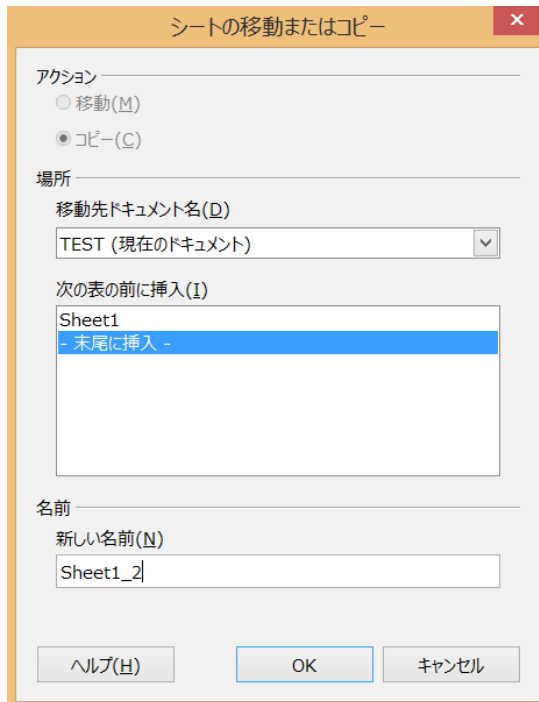 シートの移動またはコピー
アクション
移動(M)
コピー(C)
場所
移動先ドキュメント名(D)
TEST (現在のドキュメント)
次の表の前に挿入(I)
Sheet1
- 末尾に挿入 -
名前
新しい名前(N)
Sheet1_2
ヘルプ(H) OK キャンセル